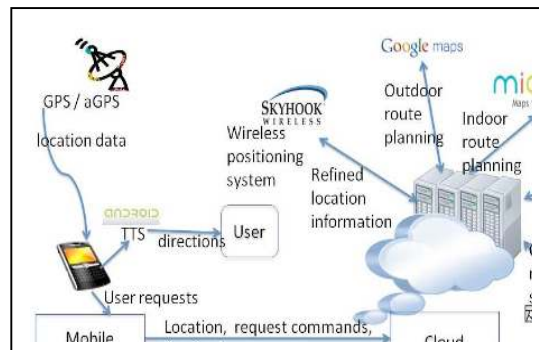 GPS / aGPS
location data
ANDROID
TTS
directions
User
User requests
Mobile
Location, request commands,
SKYHOOK
WIRELESS
Wireless
positioning
system
Refined
location
information
Google maps
Outdoor
route
planning
Maps
Indoor
route
planning
Cloud